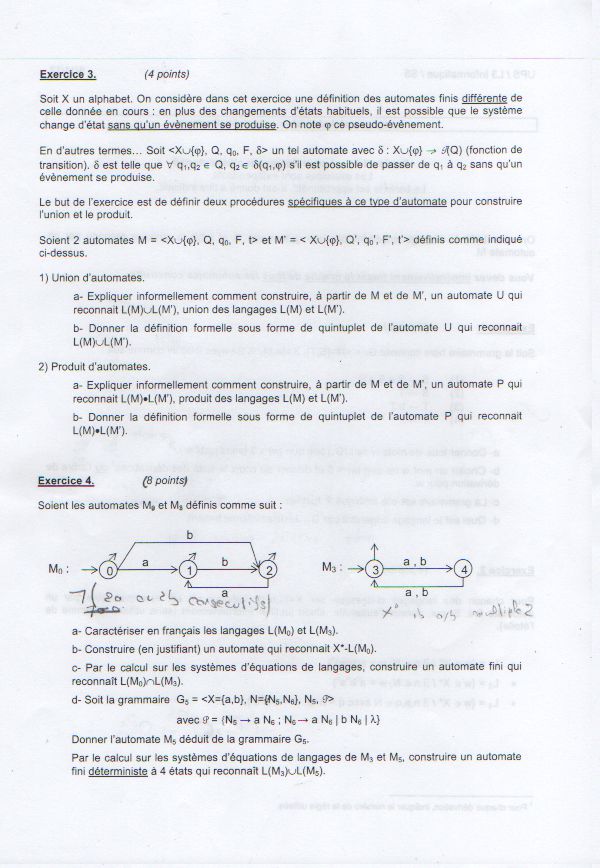 Exercice 3. (4 points)
Soit X un alphabet. On considère dans cet exercice une définition des automates finis différente de
celle donnée en cours : en plus des changements d'états habituels, il est possible que le système
change d'état sans qu'un évènement se produise. On note φ ce pseudo-évènement.
En d'autres termes… Soit <X∪{φ}, Q, q₀, F, δ> un tel automate avec δ : X∪{φ} → 𝒫(Q) (fonction de
transition). δ est telle que ∀ q₁,q₂ ∈ Q, q₂ ∈ δ(q₁,φ) s'il est possible de passer de q₁ à q₂ sans qu'un
évènement se produise.
Le but de l'exercice est de définir deux procédures spécifiques à ce type d'automate pour construire
l'union et le produit.
Soient 2 automates M = <X∪{φ}, Q, q₀, F, t> et M' = < X∪{φ}, Q', q₀', F', t'> définis comme indiqué
ci-dessus.
1) Union d'automates.
a- Expliquer informellement comment construire, à partir de M et de M', un automate U qui
reconnait L(M)∪L(M'), union des langages L(M) et L(M').
b- Donner la définition formelle sous forme de quintuplet de l'automate U qui reconnait
L(M)∪L(M').
2) Produit d'automates.
a- Expliquer informellement comment construire, à partir de M et de M', un automate P qui
reconnait L(M)•L(M'), produit des langages L(M) et L(M').
b- Donner la définition formelle sous forme de quintuplet de l'automate P qui reconnait
L(M)•L(M').
Exercice 4. (8 points)
Soient les automates M₀ et M₃ définis comme suit :
b
M₀ : 0 a 1 b 2
a
M₃ : 3 a , b 4
a , b
7 ( 2a ou 2b consecutifs)
a- Caractériser en français les langages L(M₀) et L(M₃).
b- Construire (en justifiant) un automate qui reconnait X*-L(M₀).
c- Par le calcul sur les systèmes d'équations de langages, construire un automate fini qui
reconnaît L(M₀)∩L(M₃).
d- Soit la grammaire G₅ = <X={a,b}, N={N₅,N₆}, N₅, 𝒫>
avec 𝒫 = {N₅ → a N₆ ; N₆ → a N₆ | b N₆ | λ}
Donner l'automate M₅ déduit de la grammaire G₅.
Par le calcul sur les systèmes d'équations de langages de M₃ et M₅, construire un automate
fini déterministe à 4 états qui reconnaît L(M₃)∪L(M₅).